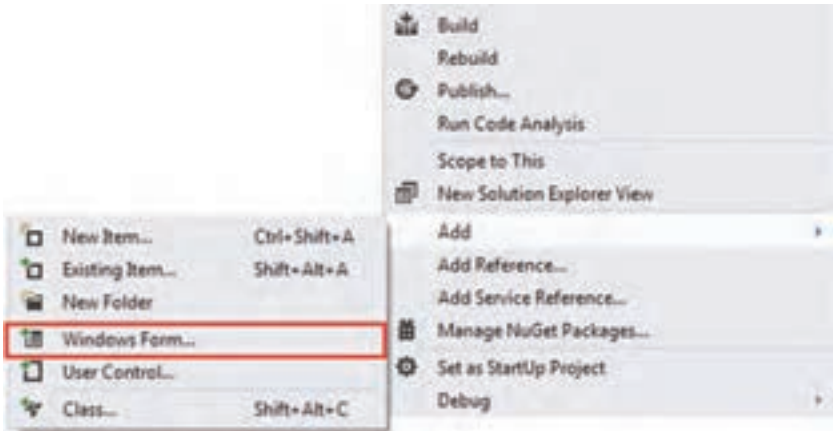 Build
Rebuild
Publish...
Run Code Analysis
Scope to This
New Solution Explorer View
Add
Add Reference...
Add Service Reference...
Manage NuGet Packages...
Set as StartUp Project
Debug
New Item... Ctrl+Shift+A
Existing Item... Shift+Alt+A
New Folder
Windows Form...
User Control...
Class... Shift+Alt+C